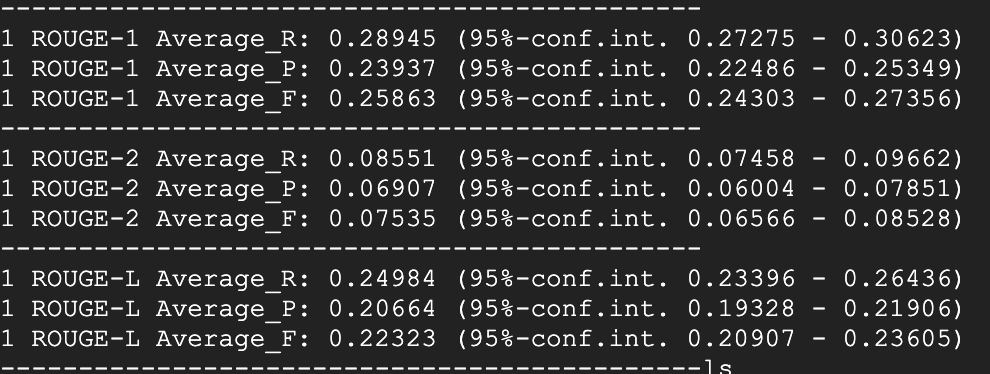 ---------------------------------------------
1 ROUGE-1 Average_R: 0.28945 (95%-conf.int. 0.27275 - 0.30623)
1 ROUGE-1 Average_P: 0.23937 (95%-conf.int. 0.22486 - 0.25349)
1 ROUGE-1 Average_F: 0.25863 (95%-conf.int. 0.24303 - 0.27356)
---------------------------------------------
1 ROUGE-2 Average_R: 0.08551 (95%-conf.int. 0.07458 - 0.09662)
1 ROUGE-2 Average_P: 0.06907 (95%-conf.int. 0.06004 - 0.07851)
1 ROUGE-2 Average_F: 0.07535 (95%-conf.int. 0.06566 - 0.08528)
---------------------------------------------
1 ROUGE-L Average_R: 0.24984 (95%-conf.int. 0.23396 - 0.26436)
1 ROUGE-L Average_P: 0.20664 (95%-conf.int. 0.19328 - 0.21906)
1 ROUGE-L Average_F: 0.22323 (95%-conf.int. 0.20907 - 0.23605)
---------------------------------------------ls